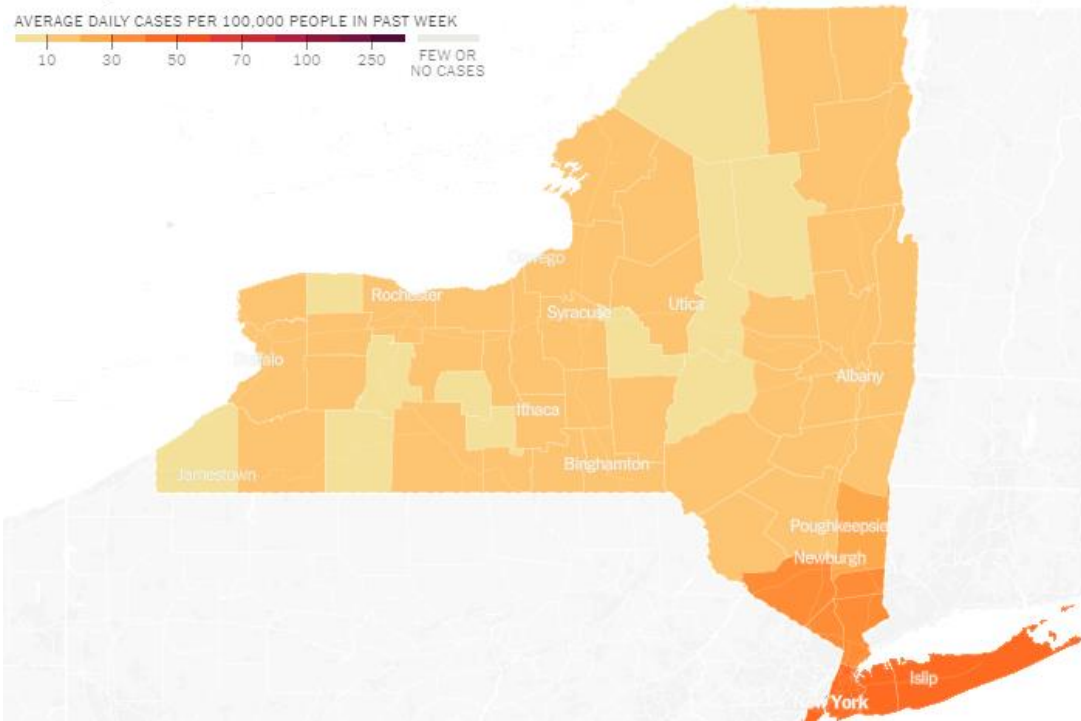 AVERAGE DAILY CASES PER 100,000 PEOPLE IN PAST WEEK
10 30 50 70 100 250 FEW OR
NO CASES
Oswego
Rochester
Syracuse
Utica
Buffalo
Albany
Ithaca
Jamestown
Binghamton
Poughkeepsie
Newburgh
Islip
New York